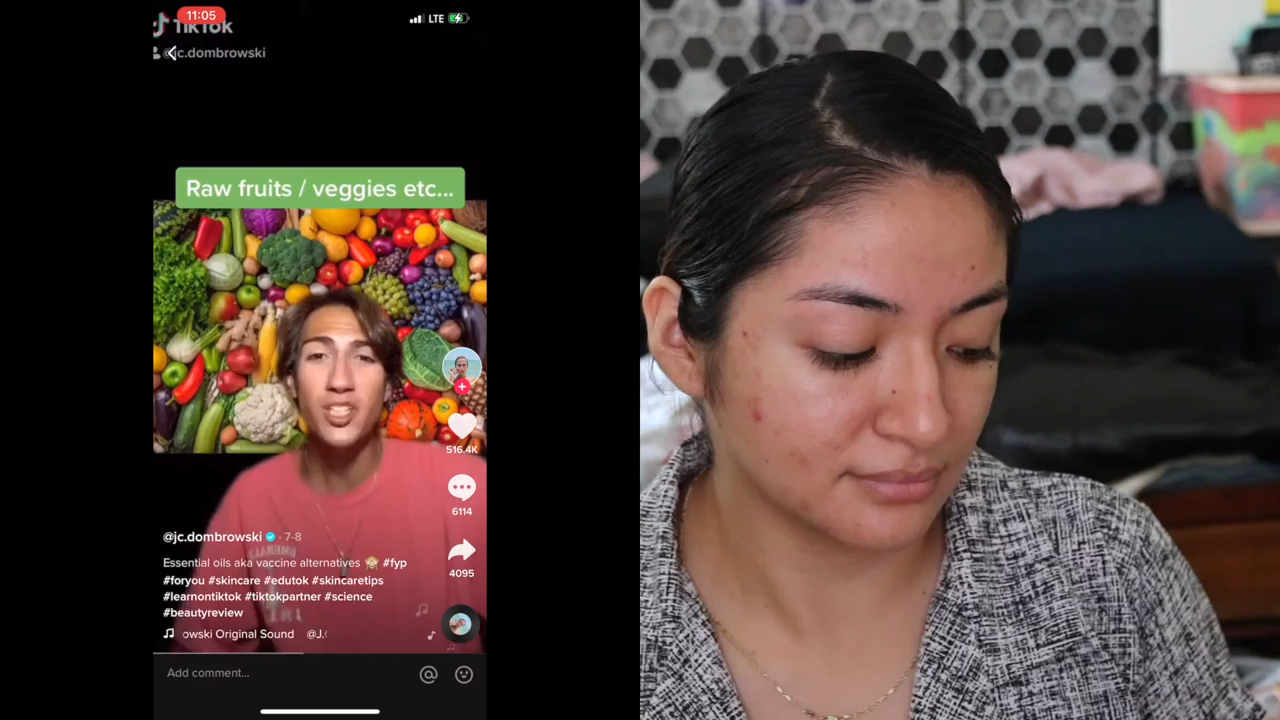 11:05
LTE
TikTok
@jc.dombrowski
Raw fruits / veggies etc...
516.4K
6114
4095
@jc.dombrowski · 7-8
Essential oils aka vaccine alternatives 🙈 #fyp
#foryou #skincare #edutok #skincaretips
#learnontiktok #tiktokpartner #science
#beautyreview
owski Original Sound @J.
Add comment...